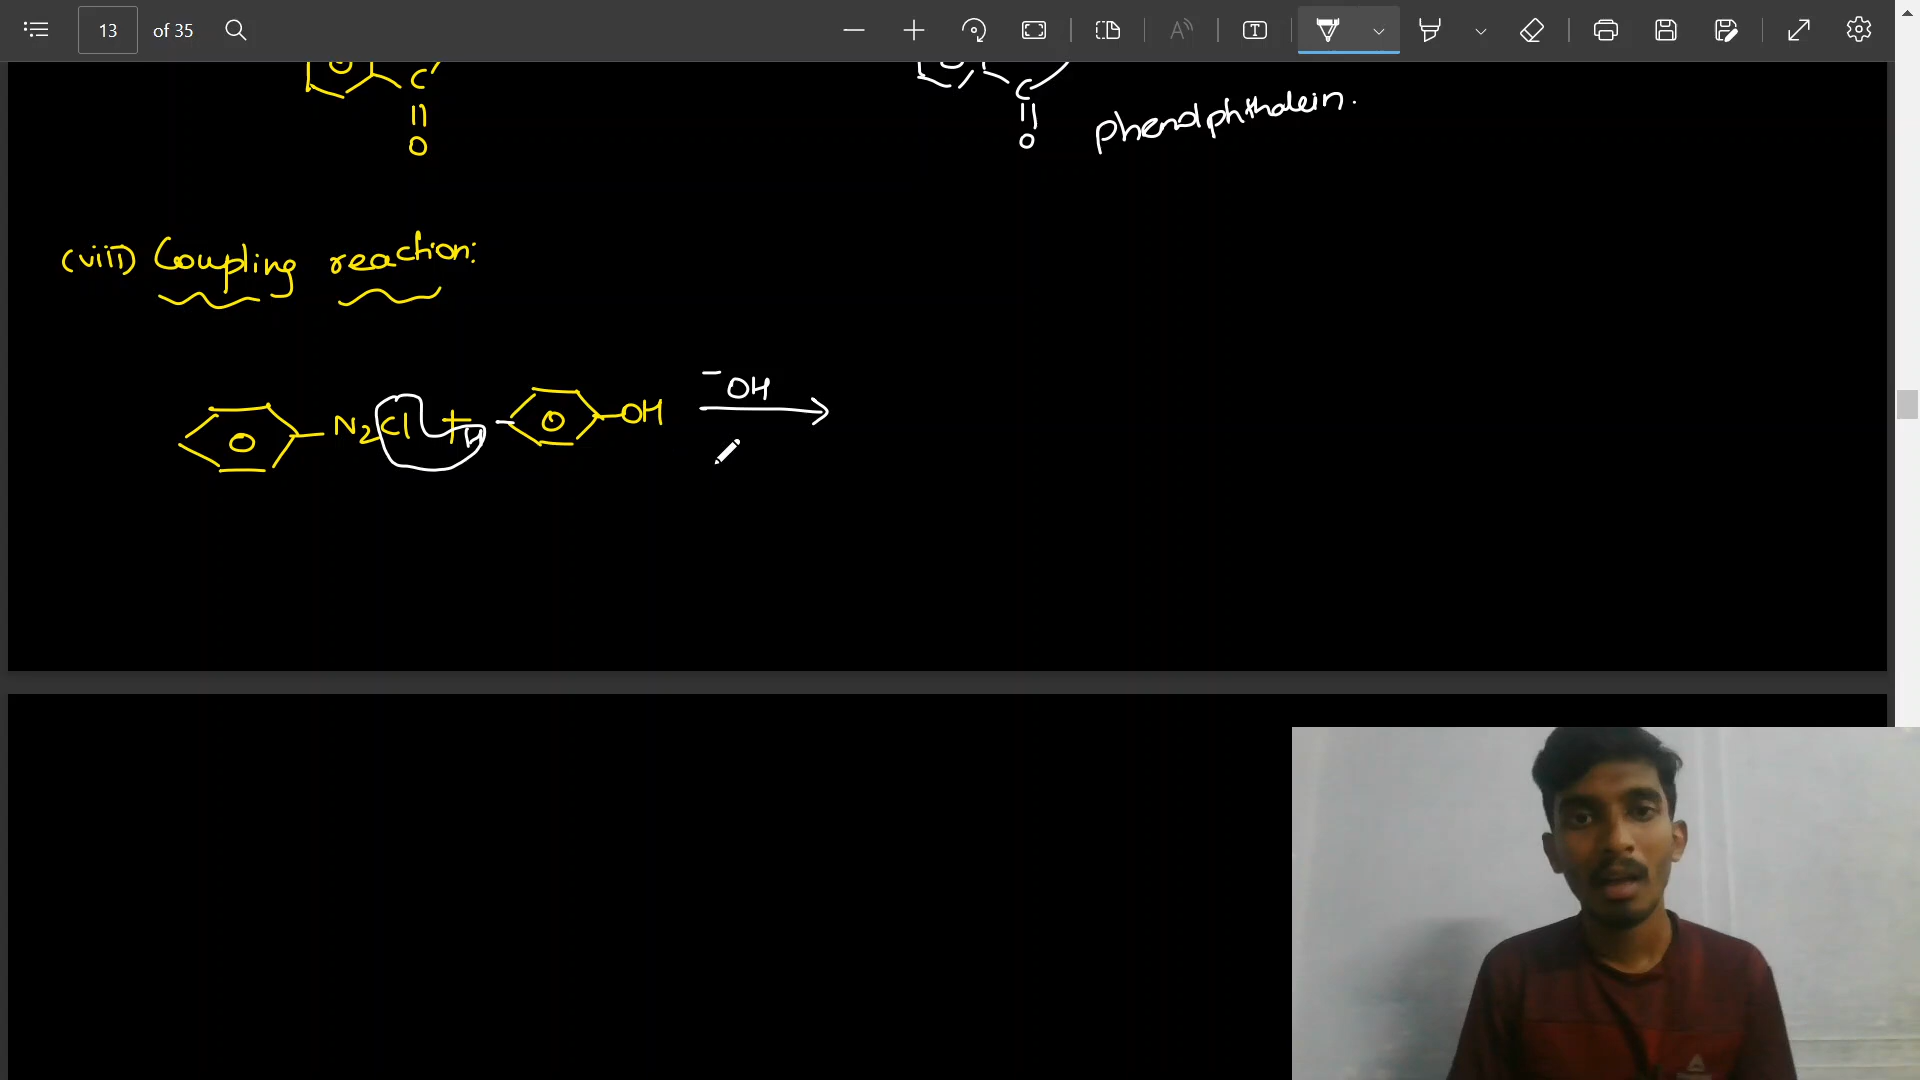 13 of 35
C
O
C
O
phenolphthalein.
(viii) Coupling reaction:
N2Cl + H - OH
-OH